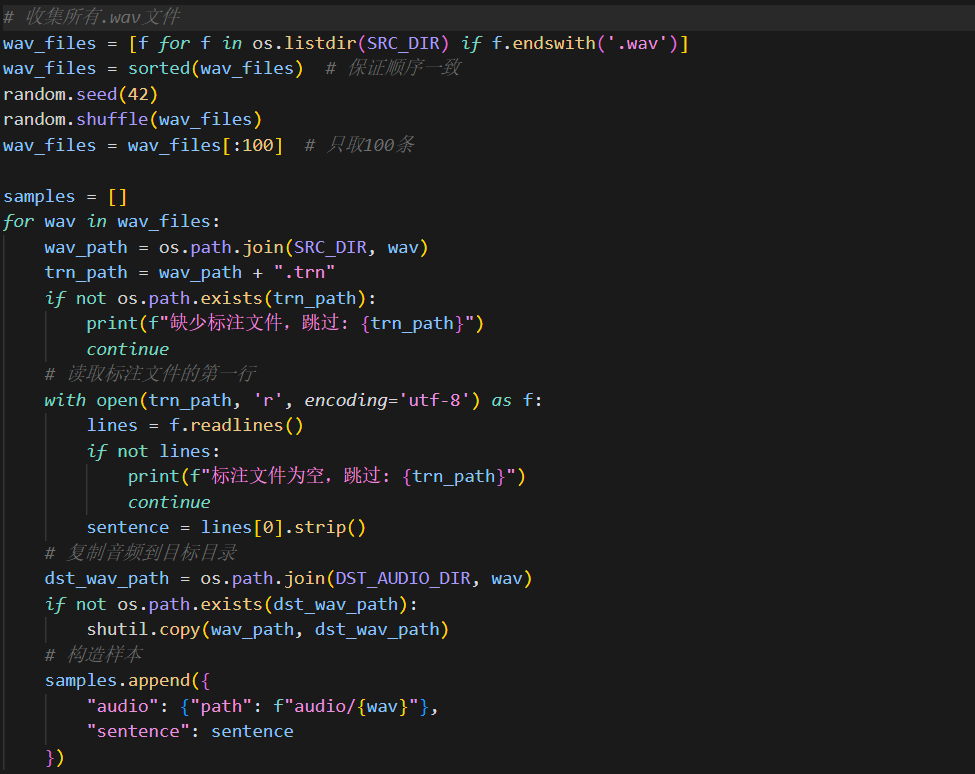 # 收集所有.wav文件
wav_files = [f for f in os.listdir(SRC_DIR) if f.endswith('.wav')]
wav_files = sorted(wav_files)  # 保证顺序一致
random.seed(42)
random.shuffle(wav_files)
wav_files = wav_files[:100]  # 只取100条

samples = []
for wav in wav_files:
    wav_path = os.path.join(SRC_DIR, wav)
    trn_path = wav_path + ".trn"
    if not os.path.exists(trn_path):
        print(f"缺少标注文件，跳过: {trn_path}")
        continue
    # 读取标注文件的第一行
    with open(trn_path, 'r', encoding='utf-8') as f:
        lines = f.readlines()
        if not lines:
            print(f"标注文件为空，跳过: {trn_path}")
            continue
        sentence = lines[0].strip()
    # 复制音频到目标目录
    dst_wav_path = os.path.join(DST_AUDIO_DIR, wav)
    if not os.path.exists(dst_wav_path):
        shutil.copy(wav_path, dst_wav_path)
    # 构造样本
    samples.append({
        "audio": {"path": f"audio/{wav}"},
        "sentence": sentence
    })